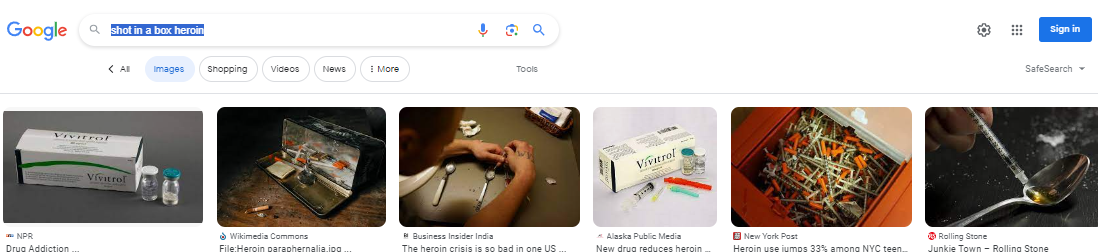 Google
shot in a box heroin
Sign in
All
Images
Shopping
Videos
News
More
Tools
SafeSearch
Vivitrol
Vivitrol
NPR
Drug Addiction ...
Wikimedia Commons
File:Heroin paraphernalia.jpg ...
Business Insider India
The heroin crisis is so bad in one US ...
Vivitrol
Alaska Public Media
New drug reduces heroin ...
New York Post
Heroin use jumps 33% among NYC teen...
Rolling Stone
Junkie Town – Rolling Stone